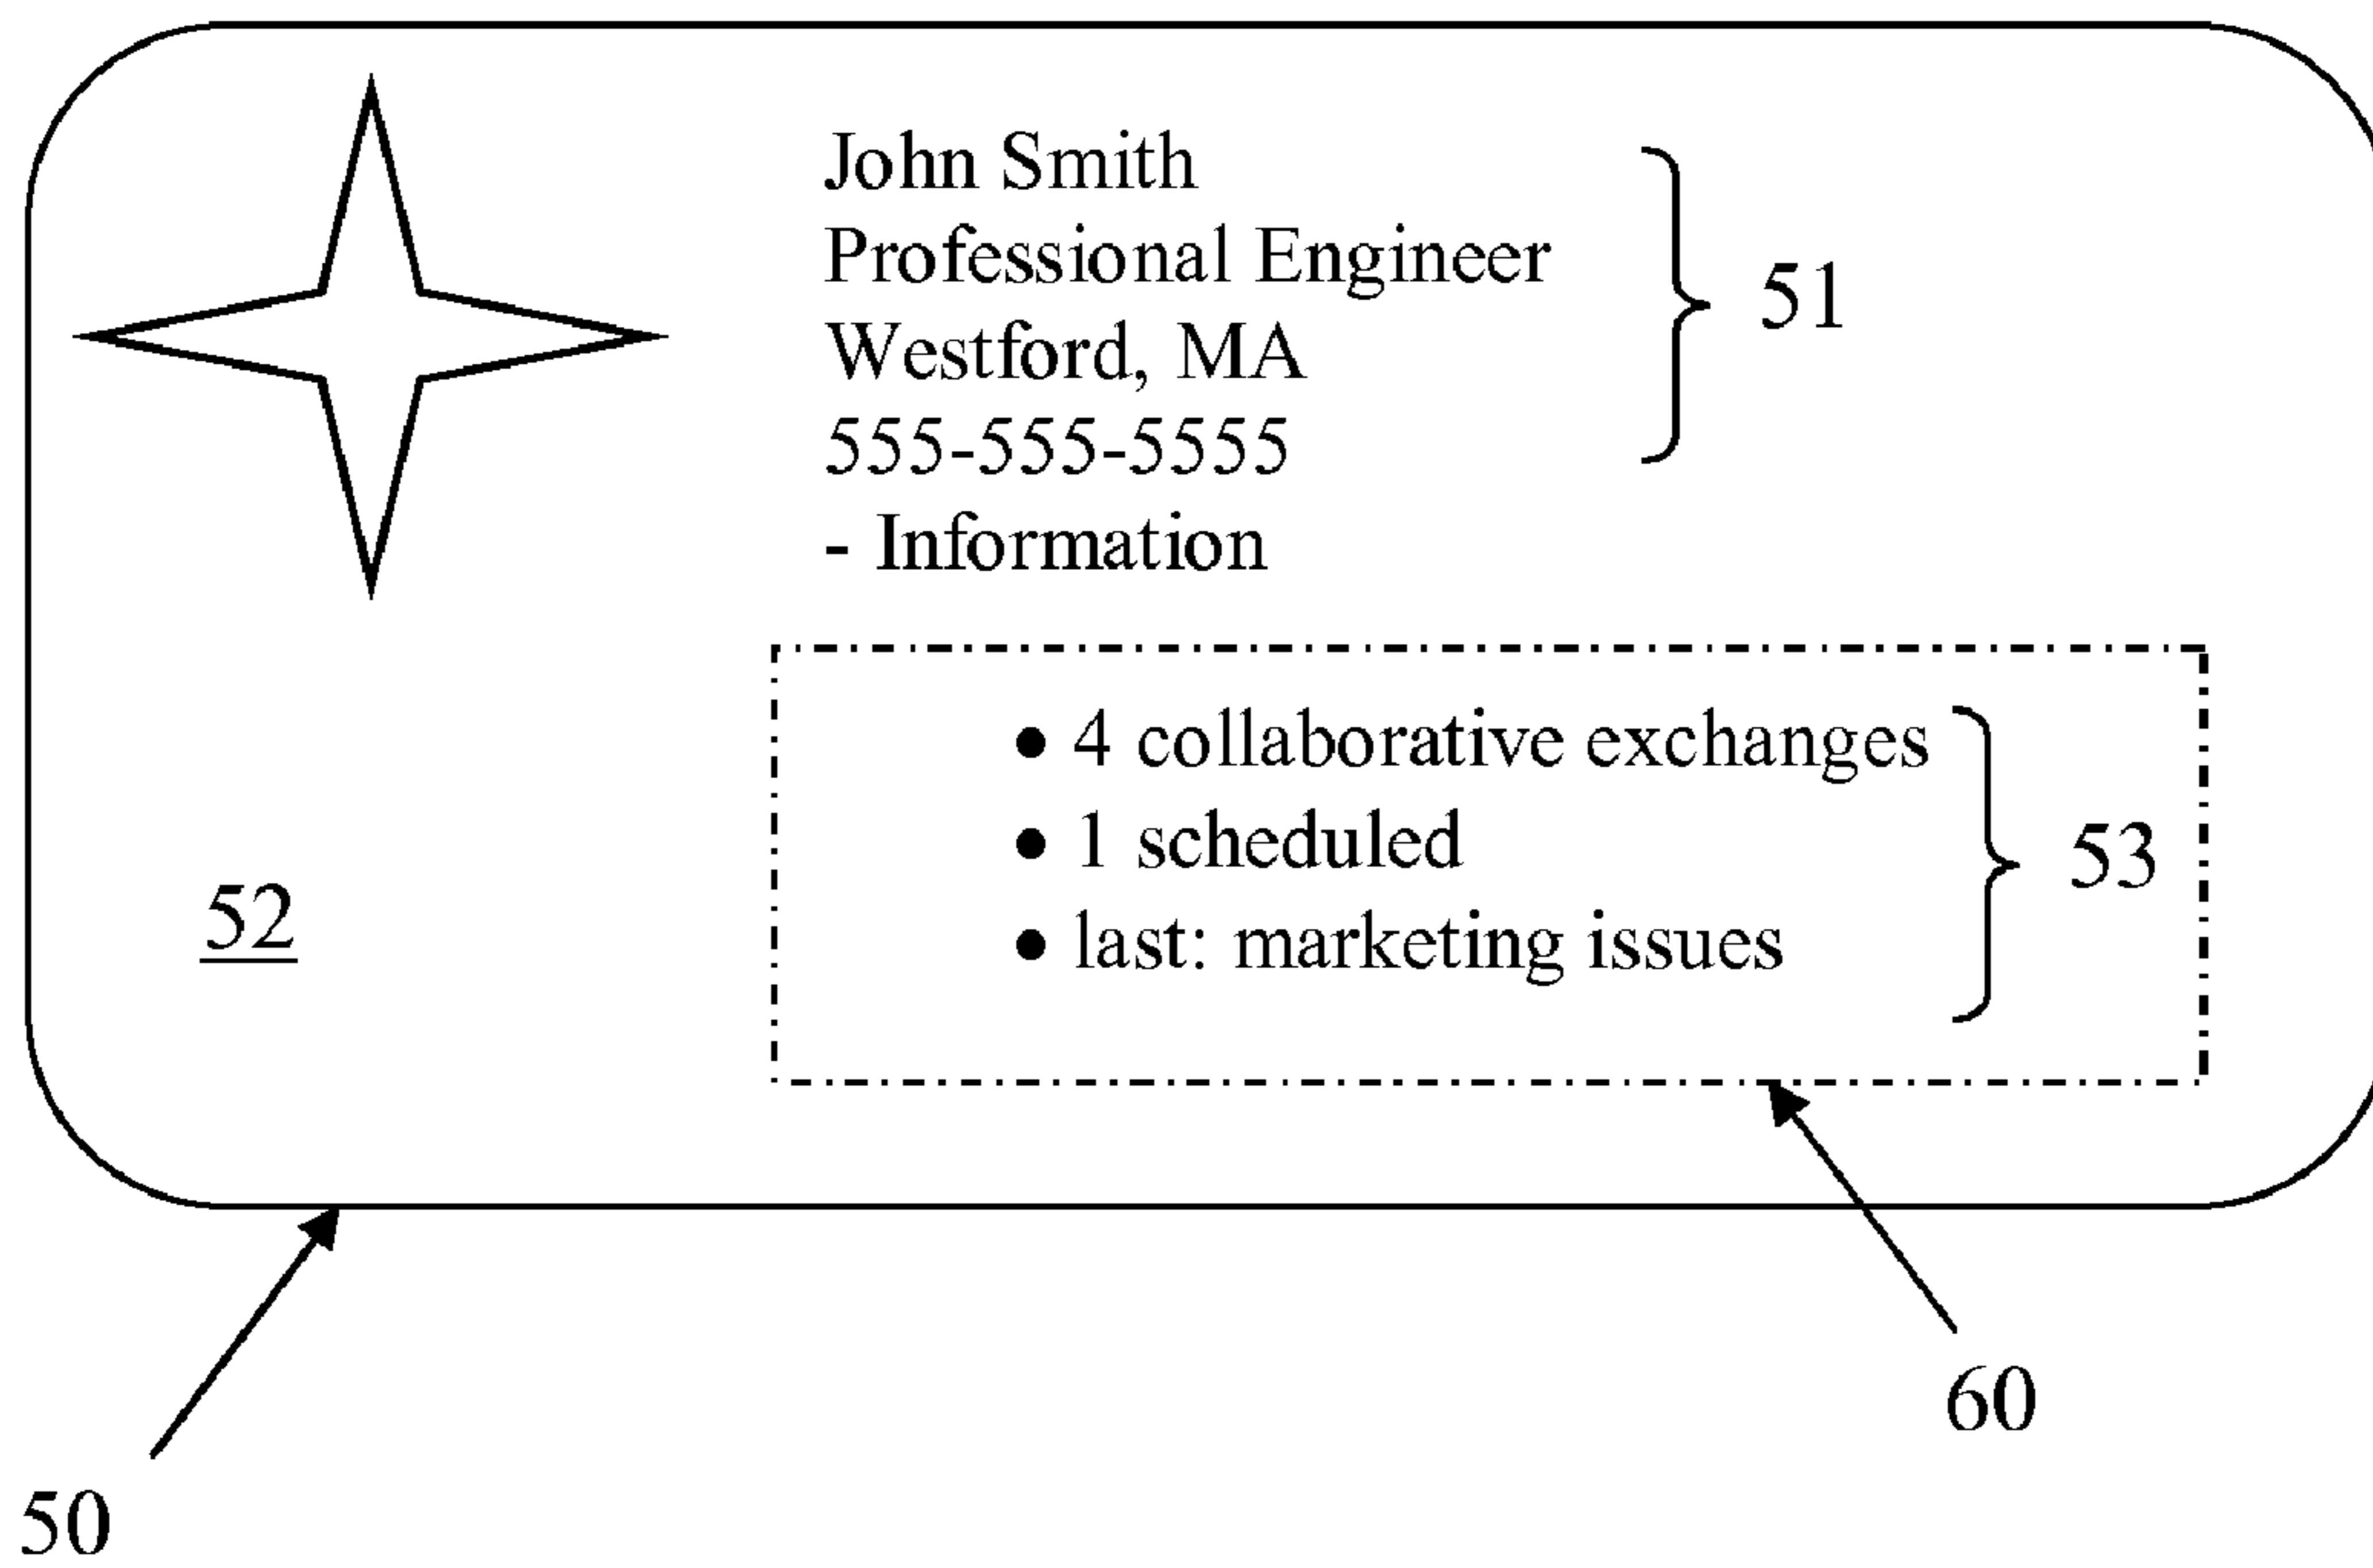 John Smith
Professional Engineer
Westford, MA
555-555-5555
- Information
51
● 4 collaborative exchanges
● 1 scheduled
● last: marketing issues
53
52
60
50